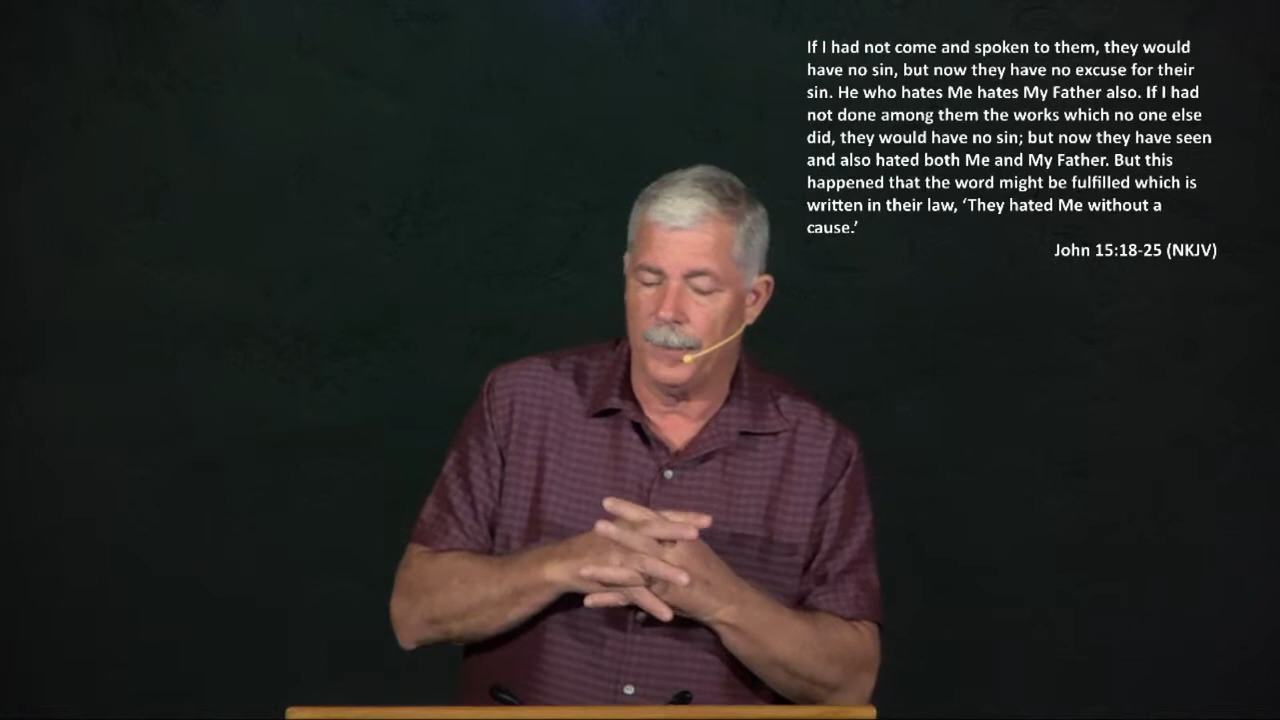 If I had not come and spoken to them, they would
have no sin, but now they have no excuse for their
sin. He who hates Me hates My Father also. If I had
not done among them the works which no one else
did, they would have no sin; but now they have seen
and also hated both Me and My Father. But this
happened that the word might be fulfilled which is
written in their law, ‘They hated Me without a
cause.’
John 15:18-25 (NKJV)